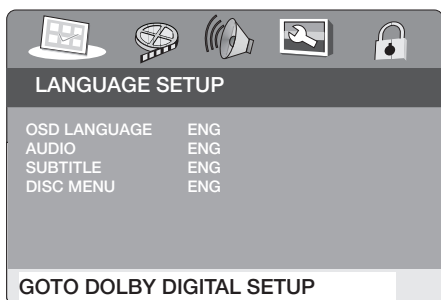 LANGUAGE SETUP
OSD LANGUAGE ENG
AUDIO ENG
SUBTITLE ENG
DISC MENU ENG
GOTO DOLBY DIGITAL SETUP